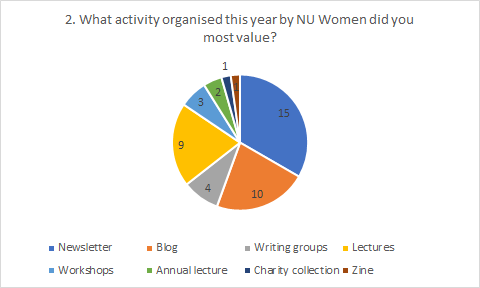 2. What activity organised this year by NU Women did you
most value?
1
1
2
3
15
9
4
10
Newsletter Blog Writing groups Lectures
Workshops Annual lecture Charity collection Zine